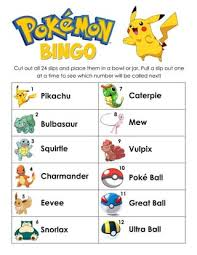 POKÉMON
BINGO
Cut out all 24 slips and place them in a bowl or jar. Pull a slip out one
at a time to see which number will be called next!
1 Pikachu
7 Caterpie
2 Bulbasaur
8 Mew
3 Squirtle
9 Vulpix
4 Charmander
10 Poké Ball
5 Eevee
11 Great Ball
6 Snorlax
12 Ultra Ball